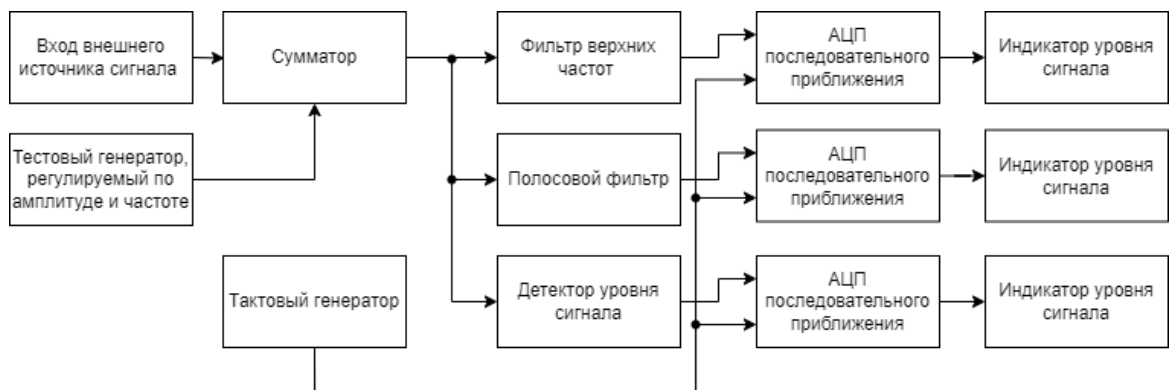 Вход внешнего
источника сигнала
Сумматор
Фильтр верхних
частот
АЦП
последовательного
приближения
Индикатор уровня
сигнала
Тестовый генератор,
регулируемый по
амплитуде и частоте
Полосовой фильтр
АЦП
последовательного
приближения
Индикатор уровня
сигнала
Тактовый генератор
Детектор уровня
сигнала
АЦП
последовательного
приближения
Индикатор уровня
сигнала